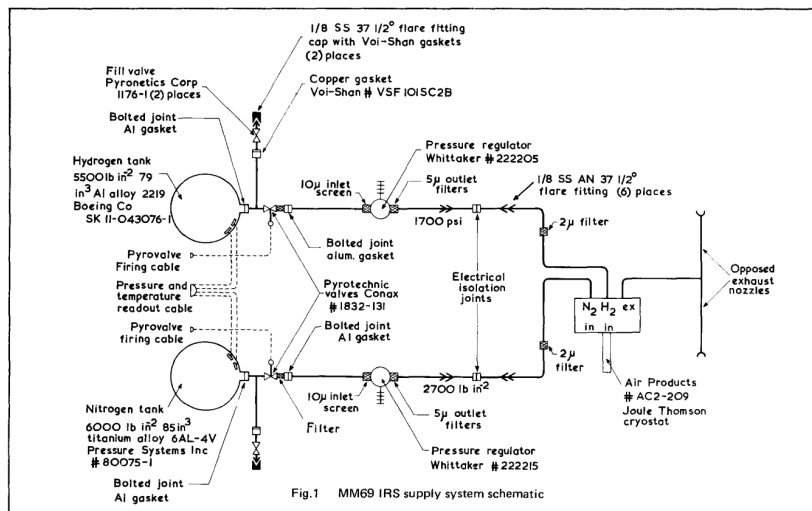 1/8 SS 37 1/2° flare fitting
cap with Voi-Shan gaskets
(2) places
Fill valve
Pyronetics Corp
1176-1 (2) places
Copper gasket
Voi-Shan # VSF 1015C2B
Bolted joint
Al gasket
Hydrogen tank
5500 lb in² 79
in³ Al alloy 2219
Boeing Co
SK 11-043076-1
Pressure regulator
Whittaker # 222205
10μ inlet
screen
5μ outlet
filters
1/8 SS AN 37 1/2°
flare fitting (6) places
1700 psi
2μ filter
Pyrovalve
Firing cable
Bolted joint
alum. gasket
Pressure and
temperature
readout cable
Pyrotechnic
valves Conax
# 1832-131
Electrical
isolation
joints
Opposed
exhaust
nozzles
N₂ H₂ ex
in in
Pyrovalve
firing cable
Bolted joint
Al gasket
2μ
filter
Nitrogen tank
6000 lb in² 85in³
titanium alloy 6AL-4V
Pressure Systems Inc
# 80075-1
10μ inlet
screen
2700 lb in²
Filter
5μ outlet
filters
Air Products
# AC2-209
Joule Thomson
cryostat
Pressure regulator
Whittaker # 222215
Bolted joint
Al gasket
Fig.1 MM69 IRS supply system schematic